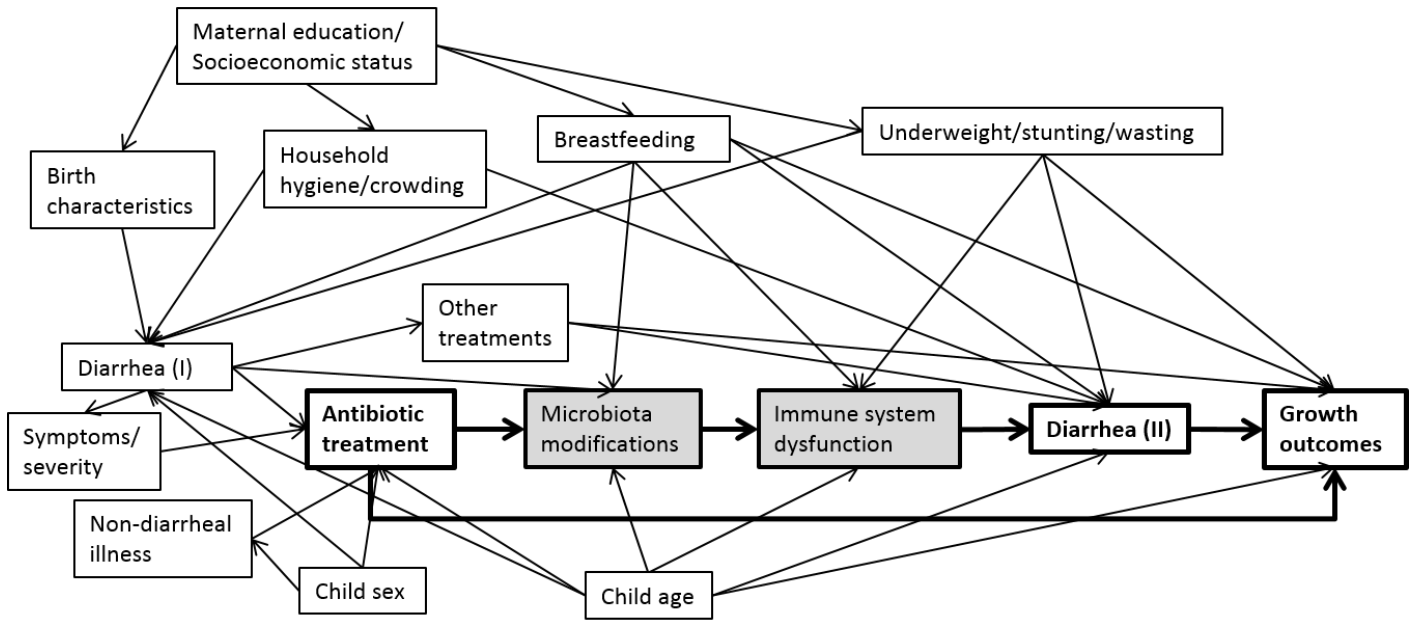 Maternal education/
Socioeconomic status
Birth
characteristics
Household
hygiene/crowding
Breastfeeding
Underweight/stunting/wasting
Other
treatments
Diarrhea (I)
Symptoms/
severity
Antibiotic
treatment
Microbiota
modifications
Immune system
dysfunction
Diarrhea (II)
Growth
outcomes
Non-diarrheal
illness
Child sex
Child age